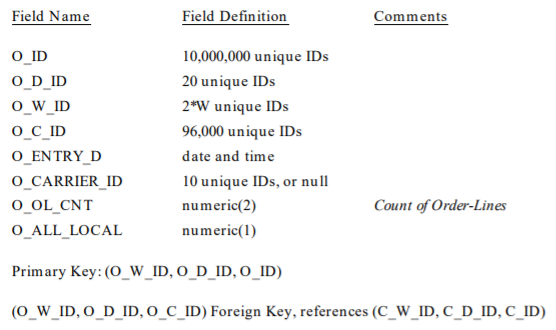 Field Name Field Definition Comments
O_ID 10,000,000 unique IDs
O_D_ID 20 unique IDs
O_W_ID 2*W unique IDs
O_C_ID 96,000 unique IDs
O_ENTRY_D date and time
O_CARRIER_ID 10 unique IDs, or null
O_OL_CNT numeric(2) Count of Order-Lines
O_ALL_LOCAL numeric(1)
Primary Key: (O_W_ID, O_D_ID, O_ID)
(O_W_ID, O_D_ID, O_C_ID) Foreign Key, references (C_W_ID, C_D_ID, C_ID)